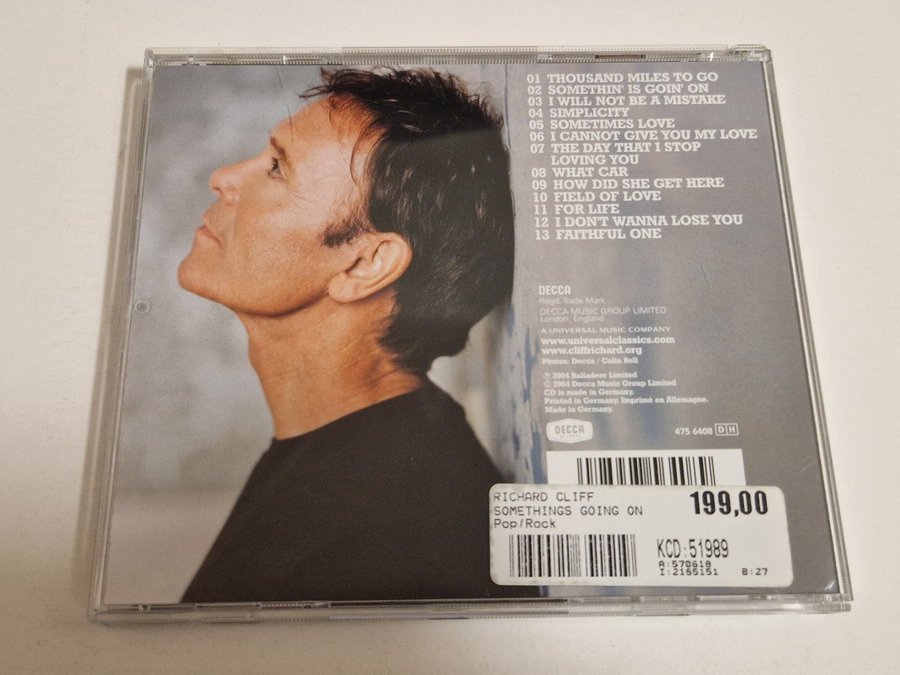 01 THOUSAND MILES TO GO
02 SOMETHIN' IS GOIN' ON
03 I WILL NOT BE A MISTAKE
04 SIMPLICITY
05 SOMETIMES LOVE
06 I CANNOT GIVE YOU MY LOVE
07 THE DAY THAT I STOP
LOVING YOU
08 WHAT CAR
09 HOW DID SHE GET HERE
10 FIELD OF LOVE
11 FOR LIFE
12 I DON'T WANNA LOSE YOU
13 FAITHFUL ONE
DECCA
Regd. Trade Mark
DECCA MUSIC GROUP LIMITED
London, England
A UNIVERSAL MUSIC COMPANY
www.universalclassics.com
www.cliffrichard.org
Photos: Decca / Colin Bell
℗ 2004 Balladeer Limited
© 2004 Decca Music Group Limited
CD is made in Germany.
Printed in Germany. Imprimé en Allemagne.
Made in Germany.
DECCA
475 6408 DH
RICHARD CLIFF 199,00
SOMETHINGS GOING ON
Pop/Rock
KCD:51989
A:570618
I:2165151 B:27